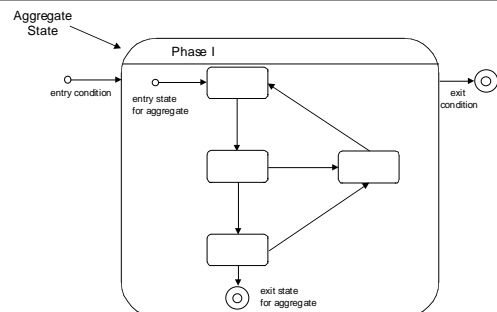 Aggregate
State
Phase I
entry condition
entry state
for aggregate
exit
condition
exit state
for aggregate